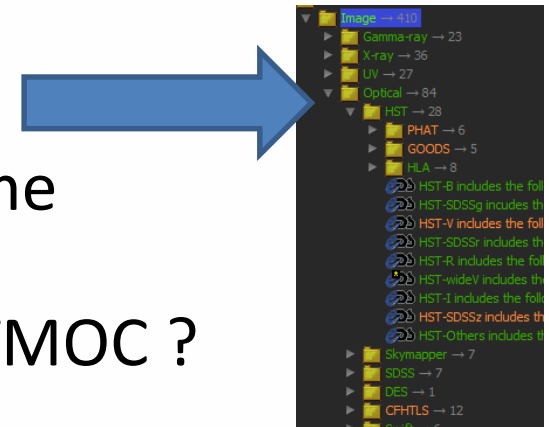 Image → 410
Gamma-ray → 23
X-ray → 36
UV → 27
Optical → 84
HST → 28
PHAT → 6
GOODS → 5
HLA → 8
HST-B includes the foll
HST-SDSSg incudes th
HST-V includes the foll
HST-SDSSr includes th
HST-R includes the foll
HST-wideV includes the
HST-I includes the follo
HST-SDSSz includes th
HST-Others includes th
Skymapper → 7
SDSS → 7
DES → 1
CFHTLS → 12
ne
MOC ?